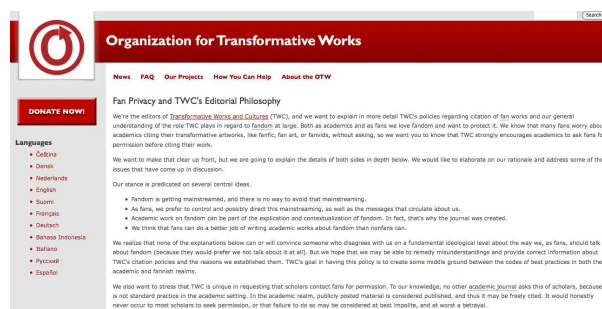 Search
Organization for Transformative Works
News FAQ Our Projects How You Can Help About the OTW
DONATE NOW!
Languages
Čeština
Dansk
Nederlands
English
Suomi
Français
Deutsch
Bahasa Indonesia
Italiano
Русский
Español
Fan Privacy and TWC's Editorial Philosophy
We're the editors of Transformative Works and Cultures (TWC), and we want to explain in more detail TWC's policies regarding citation of fan works and our general
understanding of the role TWC plays in regard to fandom at large. Both as academics and as fans we love fandom and want to protect it. We know that many fans worry abou
academics citing their transformative artworks, like fanfic, fan art, or fanvids, without asking, so we want you to know that TWC strongly encourages academics to ask fans fo
permission before citing their work.
We want to make that clear up front, but we are going to explain the details of both sides in depth below. We would like to elaborate on our rationale and address some of the
issues that have come up in discussion.
Our stance is predicated on several central ideas.
Fandom is getting mainstreamed, and there is no way to avoid that mainstreaming.
As fans, we prefer to control and possibly direct this mainstreaming, as well as the messages that circulate about us.
Academic work on fandom can be part of the explication and contextualization of fandom. In fact, that's why the journal was created.
We think that fans can do a better job of writing academic works about fandom than nonfans can.
We realize that none of the explanations below can or will convince someone who disagrees with us on a fundamental ideological level about the way we, as fans, should talk
about fandom (because they would prefer we not talk about it at all). But we hope that we may be able to remedy misunderstandings and provide correct information about
TWC's citation policies and the reasons we established them. TWC's goal in having this policy is to create some middle ground between the codes of best practices in both the
academic and fannish realms.
We also want to stress that TWC is unique in requesting that scholars contact fans for permission. To our knowledge, no other academic journal asks this of scholars, because
is not standard practice in the academic setting. In the academic realm, publicly posted material is considered published, and thus it may be freely cited. It would honestly
never occur to most scholars to seek permission, or that failure to do so may be considered at best impolite, and at worst a betrayal.